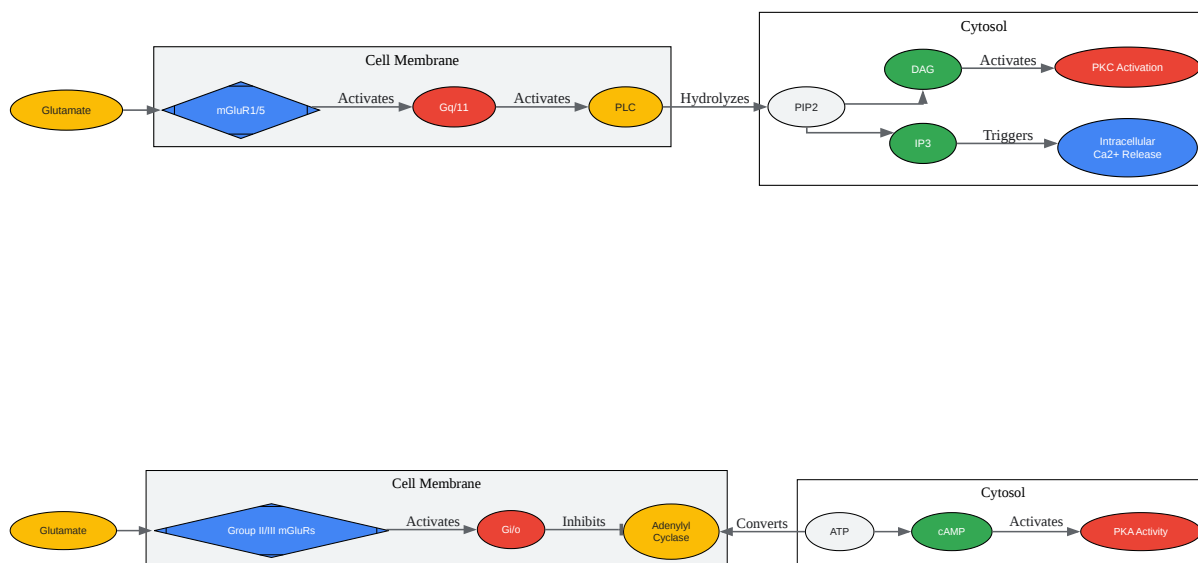 Cytosol
Cell Membrane
Glutamate
mGluR1/5
Activates
Gq/11
Activates
PLC
Hydrolyzes
PIP2
DAG
Activates
PKC Activation
IP3
Triggers
Intracellular
Ca2+ Release
Cell Membrane
Cytosol
Glutamate
Group II/III mGluRs
Activates
Gi/o
Inhibits
Adenylyl
Cyclase
Converts
ATP
cAMP
Activates
PKA Activity